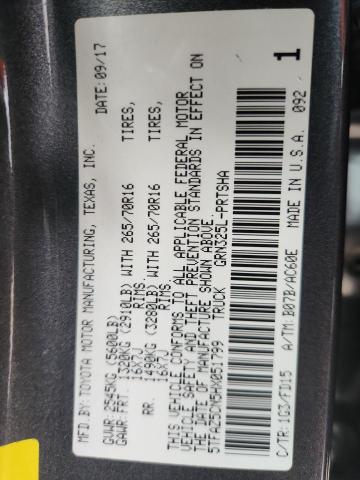 MFD.BY:TOYOTA MOTOR MANUFACTURING, TEXAS, INC. DATE:09/17
GVWR 2545KG (5600LB)
GAWR: FRT. 1320KG (2910LB) WITH 265/70R16 TIRES,
16x7J RIMS.
RR. 1490KG (3280LB) WITH 265/70R16 TIRES,
16x7J RIMS.
THIS VEHICLE CONFORMS TO ALL APPLICABLE FEDERAL MOTOR
VEHICLE SAFETY AND THEFT PREVENTION STANDARDS IN EFFECT ON
THE DATE OF MANUFACTURE SHOWN ABOVE.
5TFAZ5CN5HX051799 TRUCK GRN325L-PRTSHA
C/TR: 1G3/FD15 A/TM: B07B/AC60E MADE IN U.S.A. 092
1